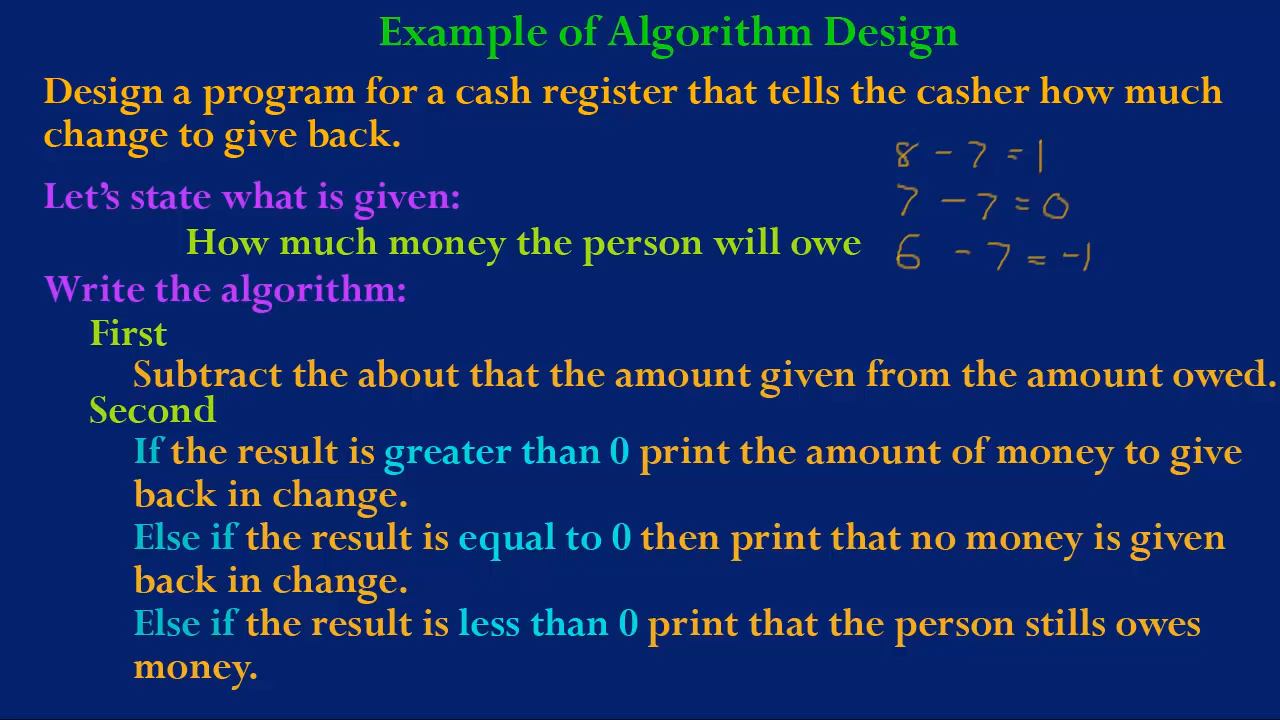 Example of Algorithm Design
Design a program for a cash register that tells the casher how much
change to give back.
8 - 7 = 1
Let's state what is given:
7 - 7 = 0
How much money the person will owe
6 - 7 = -1
Write the algorithm:
First
Subtract the about that the amount given from the amount owed.
Second
If the result is greater than 0 print the amount of money to give
back in change.
Else if the result is equal to 0 then print that no money is given
back in change.
Else if the result is less than 0 print that the person stills owes
money.